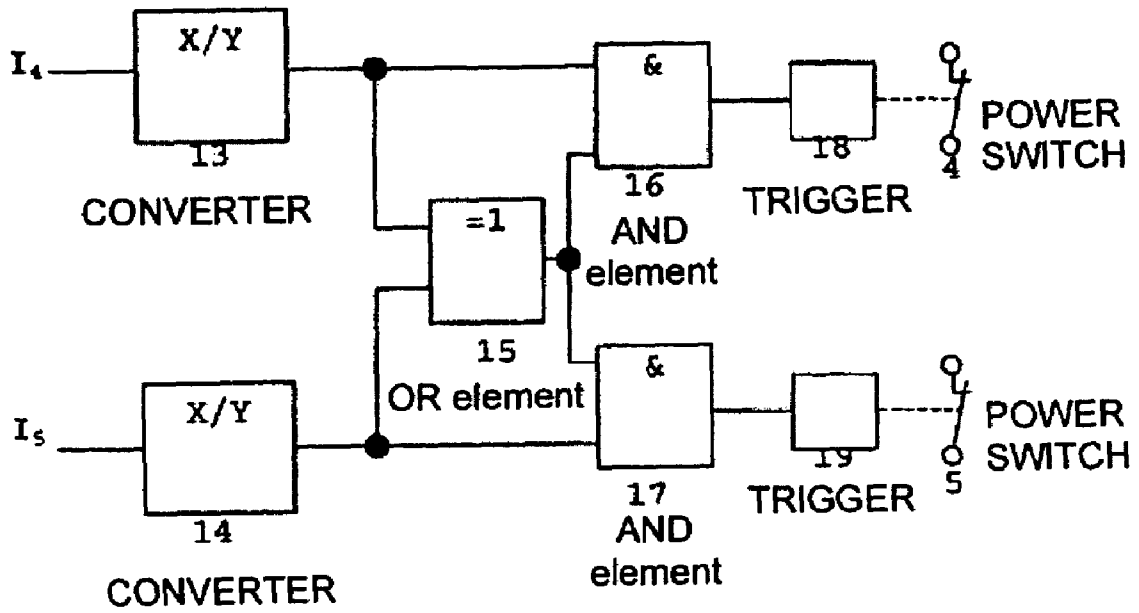 X/Y
I₄
13
CONVERTER
=1
15
OR element
X/Y
I₅
14
CONVERTER
&
16
AND
element
&
17
AND
element
18
TRIGGER
4
POWER
SWITCH
19
TRIGGER
5
POWER
SWITCH